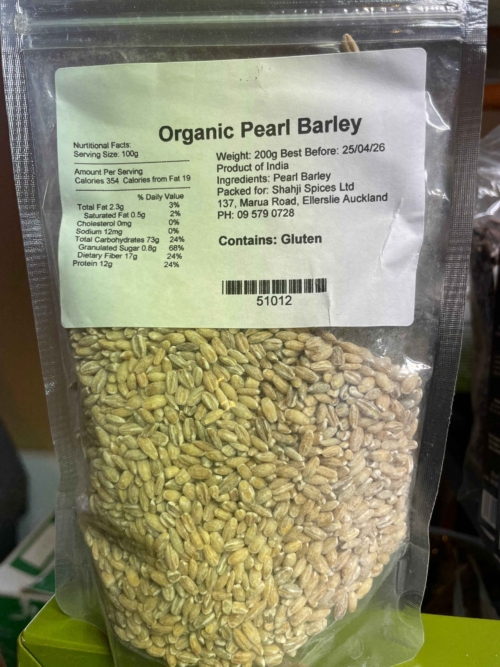 Organic Pearl Barley
Nurtitional Facts:
Serving Size: 100g
Amount Per Serving
Calories 354 Calories from Fat 19
% Daily Value
Total Fat 2.3g 3%
Saturated Fat 0.5g 2%
Cholesterol 0mg 0%
Sodium 12mg 0%
Total Carbohydrates 73g 24%
Granulated Sugar 0.8g 68%
Dietary Fiber 17g 24%
Protein 12g 24%
Weight: 200g Best Before: 25/04/26
Product of India
Ingredients: Pearl Barley
Packed for: Shahji Spices Ltd
137, Marua Road, Ellerslie Auckland
PH: 09 579 0728
Contains: Gluten
51012